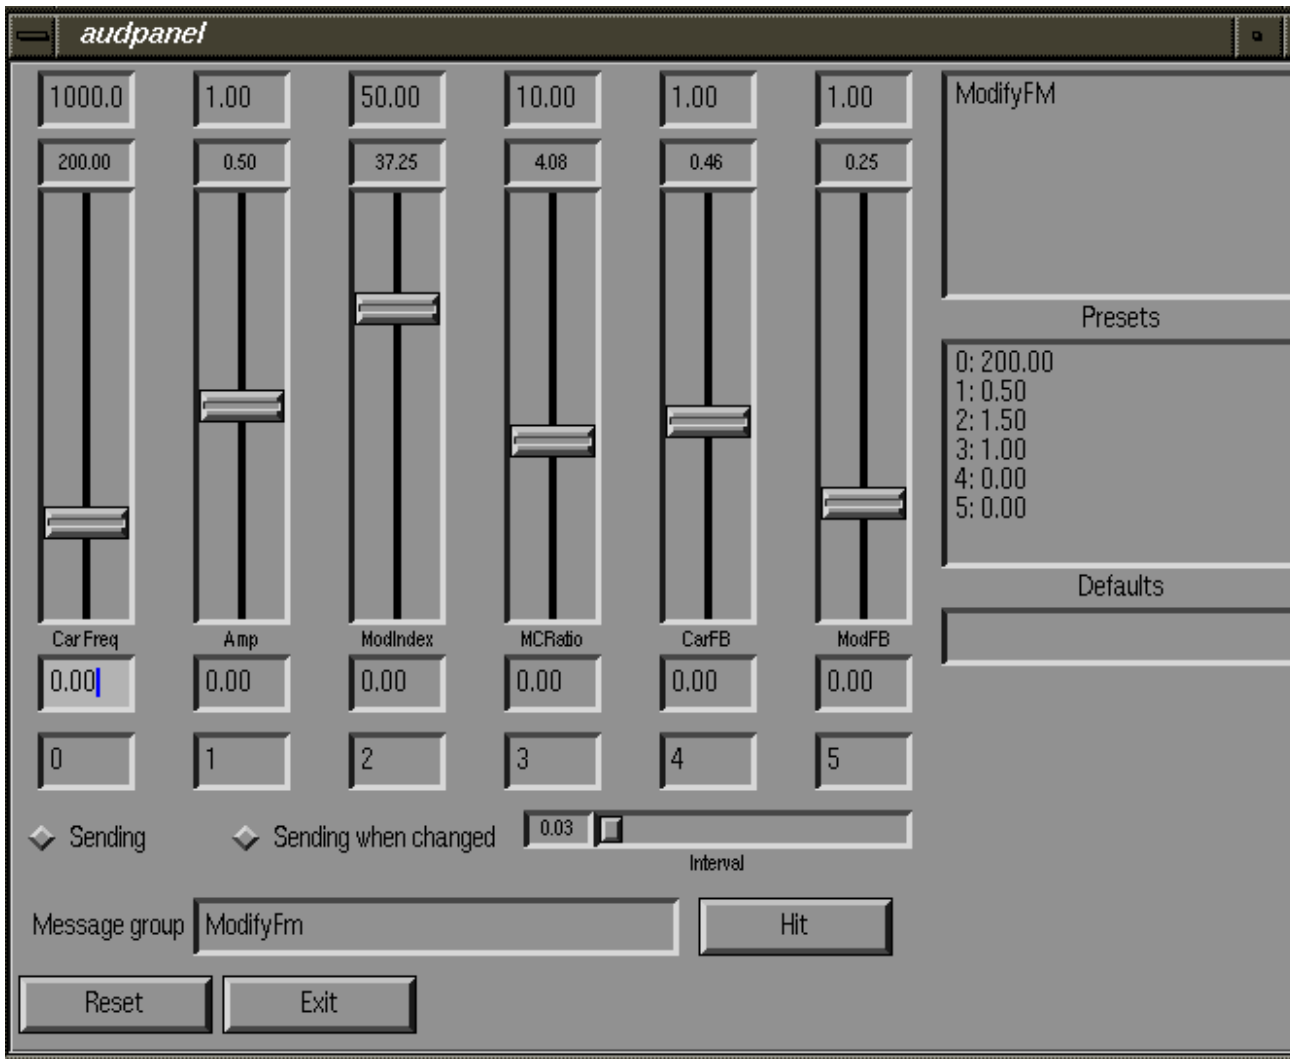 audpanel
1000.0 1.00 50.00 10.00 1.00 1.00
200.00 0.50 37.25 4.08 0.46 0.25
CarFreq Amp ModIndex MCRatio CarFB ModFB
0.00 0.00 0.00 0.00 0.00 0.00
0 1 2 3 4 5
Sending Sending when changed 0.03
Interval
Message group ModifyFm Hit
Reset Exit
ModifyFM
Presets
0: 200.00
1: 0.50
2: 1.50
3: 1.00
4: 0.00
5: 0.00
Defaults